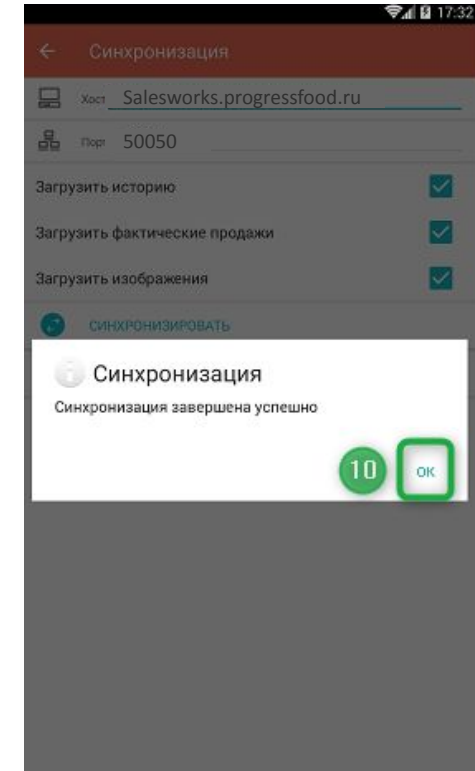 17:32
Синхронизация
Хост Salesworks.progressfood.ru
Порт 50050
Загрузить историю
Загрузить фактические продажи
Загрузить изображения
СИНХРОНИЗИРОВАТЬ
Синхронизация
Синхронизация завершена успешно
10 ОК